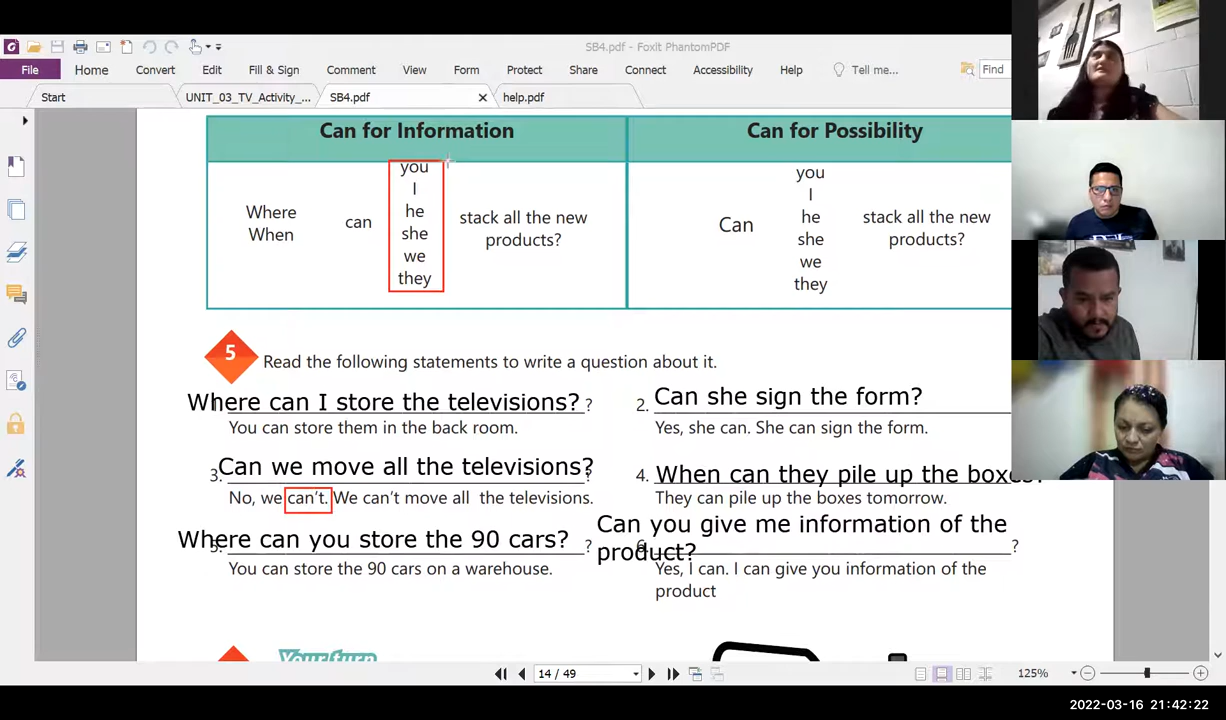 SB4.pdf - Foxit PhantomPDF
File Home Convert Edit Fill & Sign Comment View Form Protect Share Connect Accessibility Help Tell me... Find
Start UNIT_03_TV_Activity_... SB4.pdf help.pdf
Can for Information
Where
When
can
you
I
he
she
we
they
stack all the new
products?
Can for Possibility
Can
you
I
he
she
we
they
stack all the new
products?
5 Read the following statements to write a question about it.
Where can I store the televisions? ?
You can store them in the back room.
2. Can she sign the form?
Yes, she can. She can sign the form.
3. Can we move all the televisions?
No, we can't. We can't move all the televisions.
4. When can they pile up the boxes?
They can pile up the boxes tomorrow.
5. Where can you store the 90 cars? ?
You can store the 90 cars on a warehouse.
Can you give me information of the
product? ?
Yes, I can. I can give you information of the
product
Your turn
14 / 49
125%
2022-03-16 21:42:22